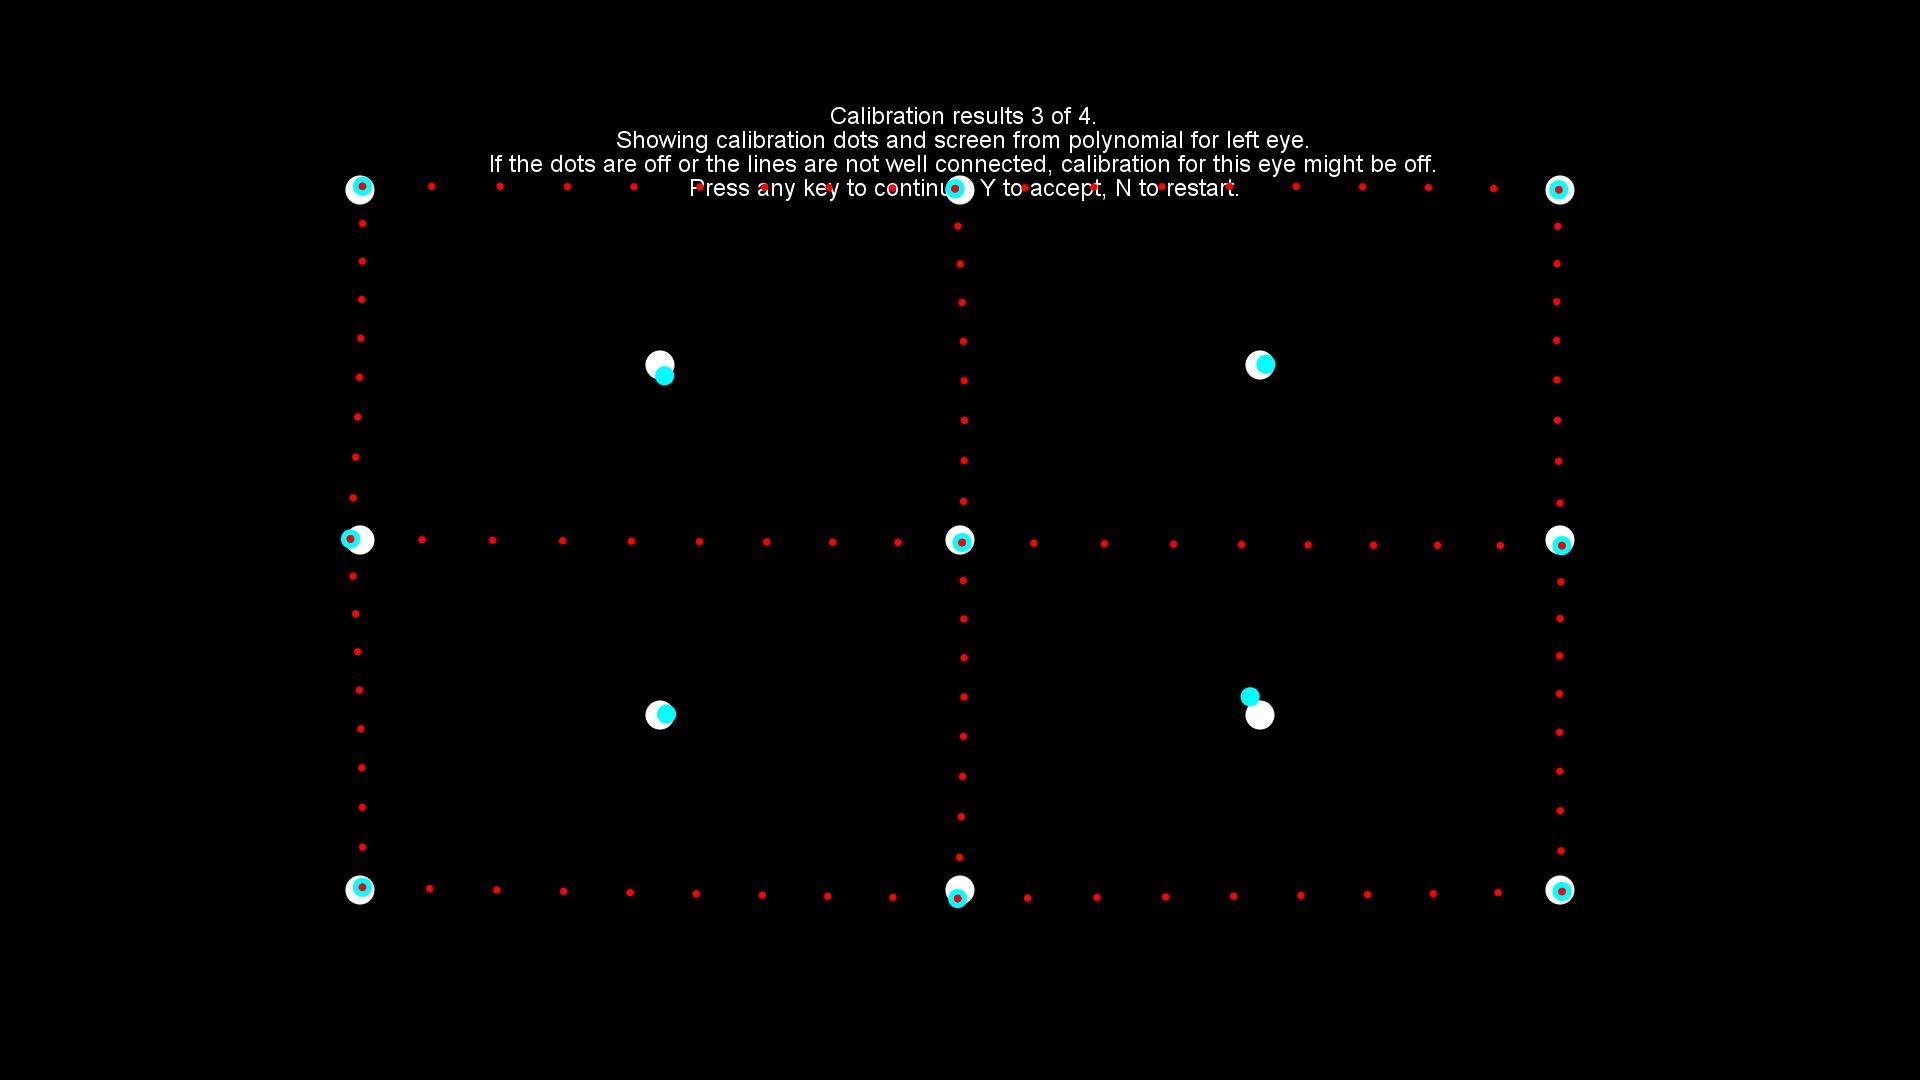 Calibration results 3 of 4.
Showing calibration dots and screen from polynomial for left eye.
If the dots are off or the lines are not well connected, calibration for this eye might be off.
Press any key to continue, Y to accept, N to restart.